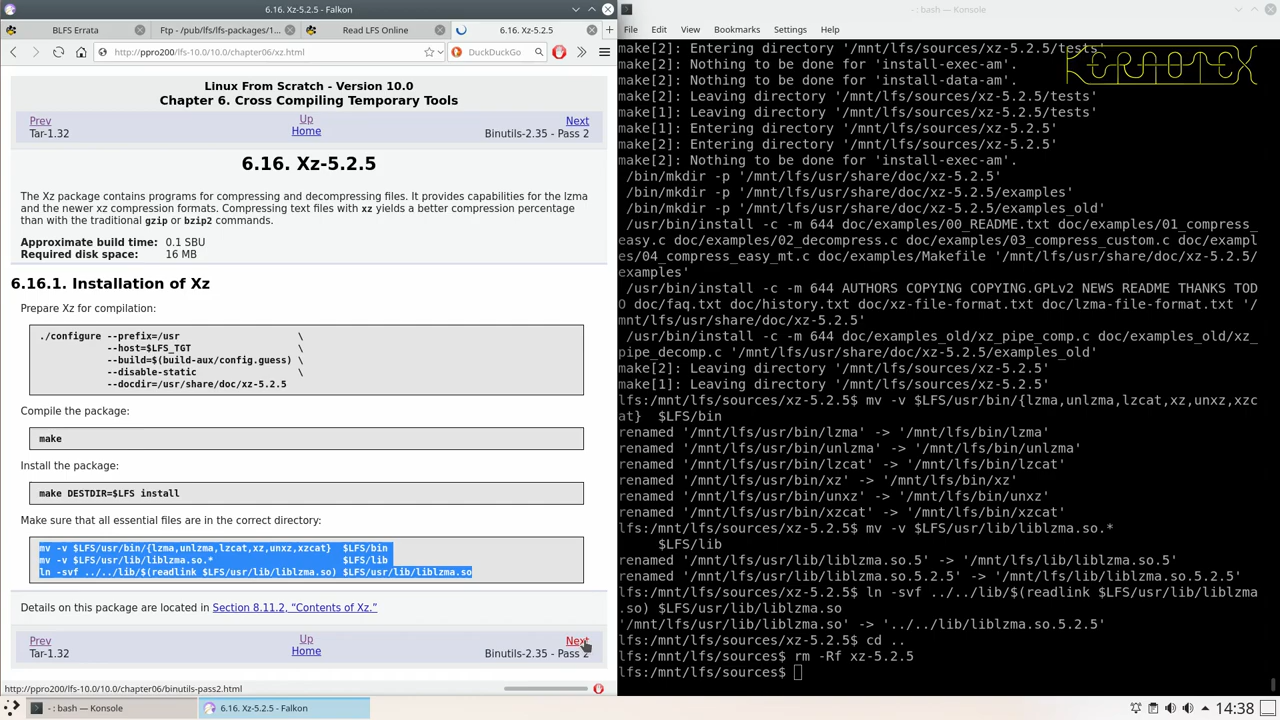 6.16. Xz-5.2.5 - Falkon
BLFS Errata
Ftp - /pub/lfs/lfs-packages/1...
Read LFS Online
6.16. Xz-5.2.5
http://ppro200/lfs-10.0/10.0/chapter06/xz.html
DuckDuckGo
Linux From Scratch - Version 10.0
Chapter 6. Cross Compiling Temporary Tools
Prev
Up
Next
Tar-1.32
Home
Binutils-2.35 - Pass 2
6.16. Xz-5.2.5
The Xz package contains programs for compressing and decompressing files. It provides capabilities for the lzma
and the newer xz compression formats. Compressing text files with xz yields a better compression percentage
than with the traditional gzip or bzip2 commands.
Approximate build time: 0.1 SBU
Required disk space: 16 MB
6.16.1. Installation of Xz
Prepare Xz for compilation:
./configure --prefix=/usr \
--host=$LFS_TGT \
--build=$(build-aux/config.guess) \
--disable-static \
--docdir=/usr/share/doc/xz-5.2.5
Compile the package:
make
Install the package:
make DESTDIR=$LFS install
Make sure that all essential files are in the correct directory:
mv -v $LFS/usr/bin/{lzma,unlzma,lzcat,xz,unxz,xzcat} $LFS/bin
mv -v $LFS/usr/lib/liblzma.so.* $LFS/lib
ln -svf ../../lib/$(readlink $LFS/usr/lib/liblzma.so) $LFS/usr/lib/liblzma.so
Details on this package are located in Section 8.11.2, “Contents of Xz.”
Prev
Up
Next
Tar-1.32
Home
Binutils-2.35 - Pass 2
http://ppro200/lfs-10.0/10.0/chapter06/binutils-pass2.html
- : bash — Konsole
File Edit View Bookmarks Settings Help
KERNOTEX
make[2]: Entering directory '/mnt/lfs/sources/xz-5.2.5/tests'
make[2]: Nothing to be done for 'install-exec-am'.
make[2]: Nothing to be done for 'install-data-am'.
make[2]: Leaving directory '/mnt/lfs/sources/xz-5.2.5/tests'
make[1]: Leaving directory '/mnt/lfs/sources/xz-5.2.5/tests'
make[1]: Entering directory '/mnt/lfs/sources/xz-5.2.5'
make[2]: Entering directory '/mnt/lfs/sources/xz-5.2.5'
make[2]: Nothing to be done for 'install-exec-am'.
/bin/mkdir -p '/mnt/lfs/usr/share/doc/xz-5.2.5'
/bin/mkdir -p '/mnt/lfs/usr/share/doc/xz-5.2.5/examples'
/bin/mkdir -p '/mnt/lfs/usr/share/doc/xz-5.2.5/examples_old'
/usr/bin/install -c -m 644 doc/examples/00_README.txt doc/examples/01_compress_
easy.c doc/examples/02_decompress.c doc/examples/03_compress_custom.c doc/exampl
es/04_compress_easy_mt.c doc/examples/Makefile '/mnt/lfs/usr/share/doc/xz-5.2.5/
examples'
/usr/bin/install -c -m 644 AUTHORS COPYING COPYING.GPLv2 NEWS README THANKS TOD
O doc/faq.txt doc/history.txt doc/xz-file-format.txt doc/lzma-file-format.txt '/
mnt/lfs/usr/share/doc/xz-5.2.5'
/usr/bin/install -c -m 644 doc/examples_old/xz_pipe_comp.c doc/examples_old/xz_
pipe_decomp.c '/mnt/lfs/usr/share/doc/xz-5.2.5/examples_old'
make[2]: Leaving directory '/mnt/lfs/sources/xz-5.2.5'
make[1]: Leaving directory '/mnt/lfs/sources/xz-5.2.5'
lfs:/mnt/lfs/sources/xz-5.2.5$ mv -v $LFS/usr/bin/{lzma,unlzma,lzcat,xz,unxz,xzc
at} $LFS/bin
renamed '/mnt/lfs/usr/bin/lzma' -> '/mnt/lfs/bin/lzma'
renamed '/mnt/lfs/usr/bin/unlzma' -> '/mnt/lfs/bin/unlzma'
renamed '/mnt/lfs/usr/bin/lzcat' -> '/mnt/lfs/bin/lzcat'
renamed '/mnt/lfs/usr/bin/xz' -> '/mnt/lfs/bin/xz'
renamed '/mnt/lfs/usr/bin/unxz' -> '/mnt/lfs/bin/unxz'
renamed '/mnt/lfs/usr/bin/xzcat' -> '/mnt/lfs/bin/xzcat'
lfs:/mnt/lfs/sources/xz-5.2.5$ mv -v $LFS/usr/lib/liblzma.so.*
$LFS/lib
renamed '/mnt/lfs/usr/lib/liblzma.so.5' -> '/mnt/lfs/lib/liblzma.so.5'
renamed '/mnt/lfs/usr/lib/liblzma.so.5.2.5' -> '/mnt/lfs/lib/liblzma.so.5.2.5'
lfs:/mnt/lfs/sources/xz-5.2.5$ ln -svf ../../lib/$(readlink $LFS/usr/lib/liblzma
.so) $LFS/usr/lib/liblzma.so
'/mnt/lfs/usr/lib/liblzma.so' -> '../../lib/liblzma.so.5.2.5'
lfs:/mnt/lfs/sources/xz-5.2.5$ cd ..
lfs:/mnt/lfs/sources$ rm -Rf xz-5.2.5
lfs:/mnt/lfs/sources$
- : bash — Konsole
6.16. Xz-5.2.5 - Falkon
14:38